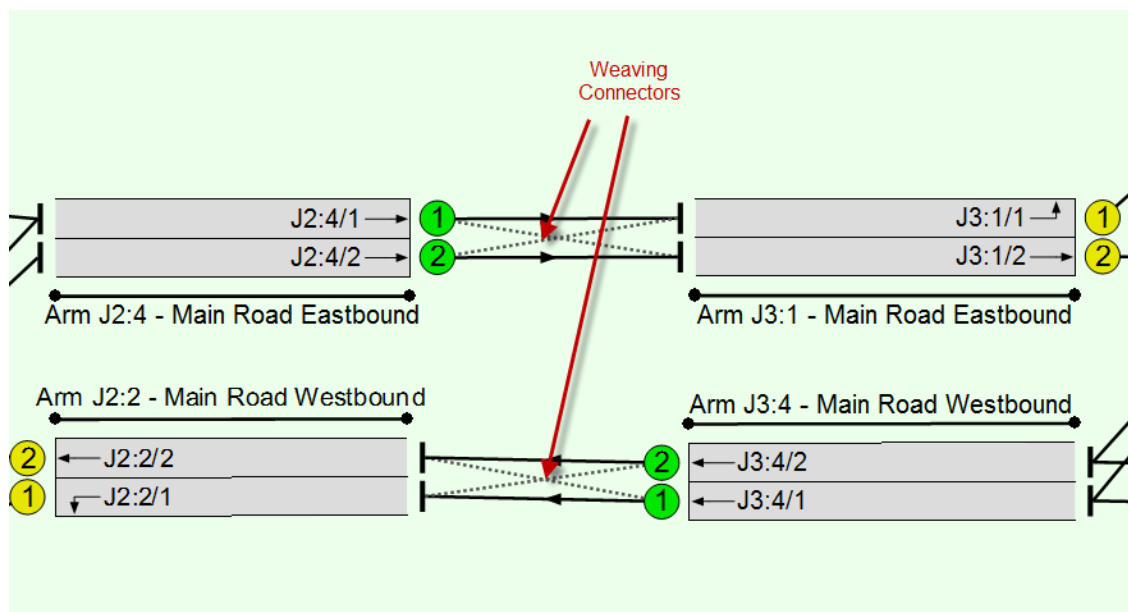 Weaving
Connectors
J2:4/1
1
J3:1/1
1
J2:4/2
2
J3:1/2
2
Arm J2:4 - Main Road Eastbound
Arm J3:1 - Main Road Eastbound
Arm J2:2 - Main Road Westbound
Arm J3:4 - Main Road Westbound
2
J2:2/2
2
J3:4/2
1
J2:2/1
1
J3:4/1